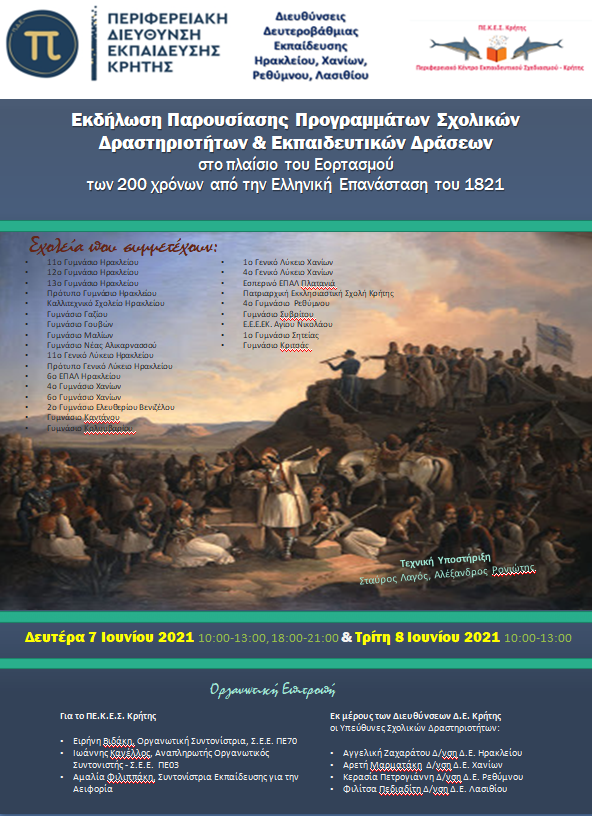 ΠΕΡΙΦΕΡΕΙΑΚΗ
ΔΙΕΥΘΥΝΣΗ
ΕΚΠΑΙΔΕΥΣΗΣ
ΚΡΗΤΗΣ
Διευθύνσεις
Δευτεροβάθμιας
Εκπαίδευσης
Ηρακλείου, Χανίων,
Ρεθύμνου, Λασιθίου
ΠΕ.Κ.Ε.Σ. Κρήτης
Περιφερειακό Κέντρο Εκπαιδευτικού Σχεδιασμού - Κρήτης
Εκδήλωση Παρουσίασης Προγραμμάτων Σχολικών
Δραστηριοτήτων & Εκπαιδευτικών Δράσεων
στο πλαίσιο του Εορτασμού
των 200 χρόνων από την Ελληνική Επανάσταση του 1821
Σχολεία που συμμετέχουν:
• 11ο Γυμνάσιο Ηρακλείου
• 12ο Γυμνάσιο Ηρακλείου
• 13ο Γυμνάσιο Ηρακλείου
• Πρότυπο Γυμνάσιο Ηρακλείου
• Καλλιτεχνικό Σχολείο Ηρακλείου
• Γυμνάσιο Γαζίου
• Γυμνάσιο Γουβών
• Γυμνάσιο Μαλίων
• Γυμνάσιο Νέας Αλικαρνασσού
• 11ο Γενικό Λύκειο Ηρακλείου
• Πρότυπο Γενικό Λύκειο Ηρακλείου
• 6ο ΕΠΑΛ Ηρακλείου
• 4ο Γυμνάσιο Χανίων
• 6ο Γυμνάσιο Χανίων
• 2ο Γυμνάσιο Ελευθερίου Βενιζέλου
• Γυμνάσιο Καντάνου
• Γυμνάσιο
• 1ο Γενικό Λύκειο Χανίων
• 4ο Γενικό Λύκειο Χανίων
• Εσπερινό ΕΠΑΛ Πλατανιά
• Πατριαρχική Εκκλησιαστική Σχολή Κρήτης
• 4ο Γυμνάσιο Ρεθύμνου
• Γυμνάσιο Συβρίτου
• Ε.Ε.Ε.ΕΚ. Αγίου Νικολάου
• 1ο Γυμνάσιο Σητείας
• Γυμνάσιο Κριτσάς
Τεχνική Υποστήριξη
Σταύρος Λαγός, Αλέξανδρος Ρογιώτης
Δευτέρα 7 Ιουνίου 2021 10:00-13:00, 18:00-21:00 & Τρίτη 8 Ιουνίου 2021 10:00-13:00
Οργανωτική Επιτροπή
Για το ΠΕ.Κ.Ε.Σ. Κρήτης
• Ειρήνη Βιδάκη, Οργανωτική Συντονίστρια, Σ.Ε.Ε. ΠΕ70
• Ιωάννης Κανέλλος, Αναπληρωτής Οργανωτικός
Συντονιστής - Σ.Ε.Ε. ΠΕ03
• Αμαλία Φιλιππάκη, Συντονίστρια Εκπαίδευσης για την
Αειφορία
Εκ μέρους των Διευθύνσεων Δ.Ε. Κρήτης
οι Υπεύθυνες Σχολικών Δραστηριοτήτων:
• Αγγελική Ζαχαράτου Δ/νση Δ.Ε. Ηρακλείου
• Αρετή Μαρματάκη Δ/νση Δ.Ε. Χανίων
• Κερασία Πετρογιάννη Δ/νση Δ.Ε. Ρεθύμνου
• Φιλίτσα Πεδιαδίτη Δ/νση Δ.Ε. Λασιθίου